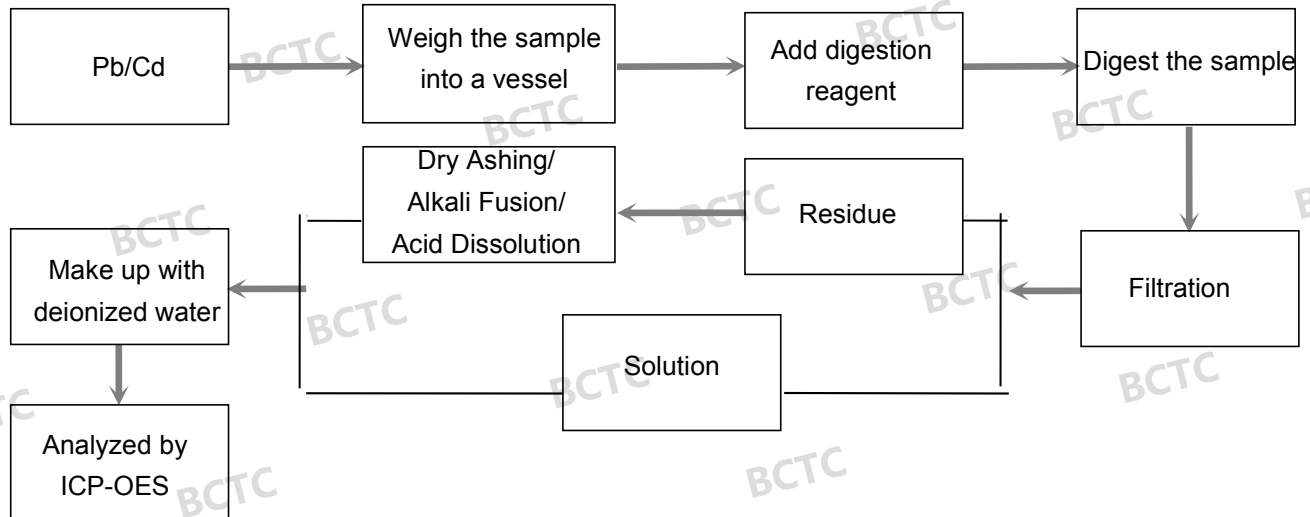 Pb/Cd
Weigh the sample
into a vessel
Add digestion
reagent
Digest the sample
Filtration
Residue
Dry Ashing/
Alkali Fusion/
Acid Dissolution
Solution
Make up with
deionized water
Analyzed by
ICP-OES
BCTC
BCTC
BCTC
BCTC
BCTC
BCTC
BCTC
BCTC
BCTC
BCTC
BCTC
BCTC